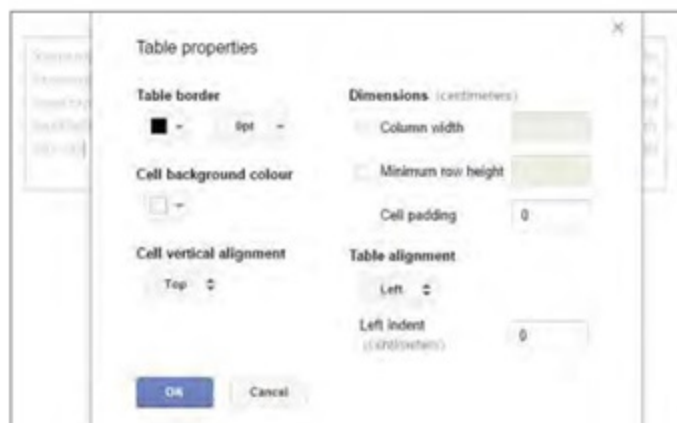 ×
Table properties
Table border
0pt
Cell background colour
Cell vertical alignment
Top
Dimensions (centimeters)
Column width
Minimum row height
Cell padding
0
Table alignment
Left
Left indent
(centimeters)
0
OK
Cancel